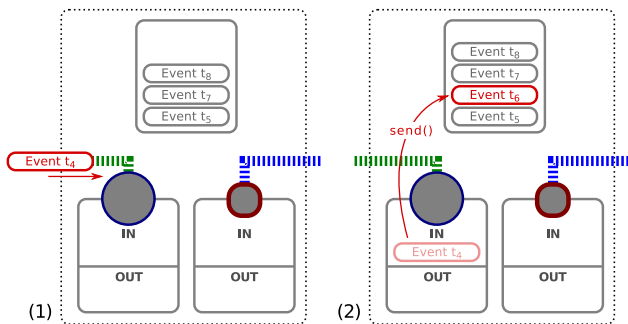 Event t8
Event t7
Event t5
Event t4
IN
IN
OUT
OUT
(1)
Event t8
Event t7
Event t6
Event t5
send()
IN
IN
Event t4
OUT
OUT
(2)